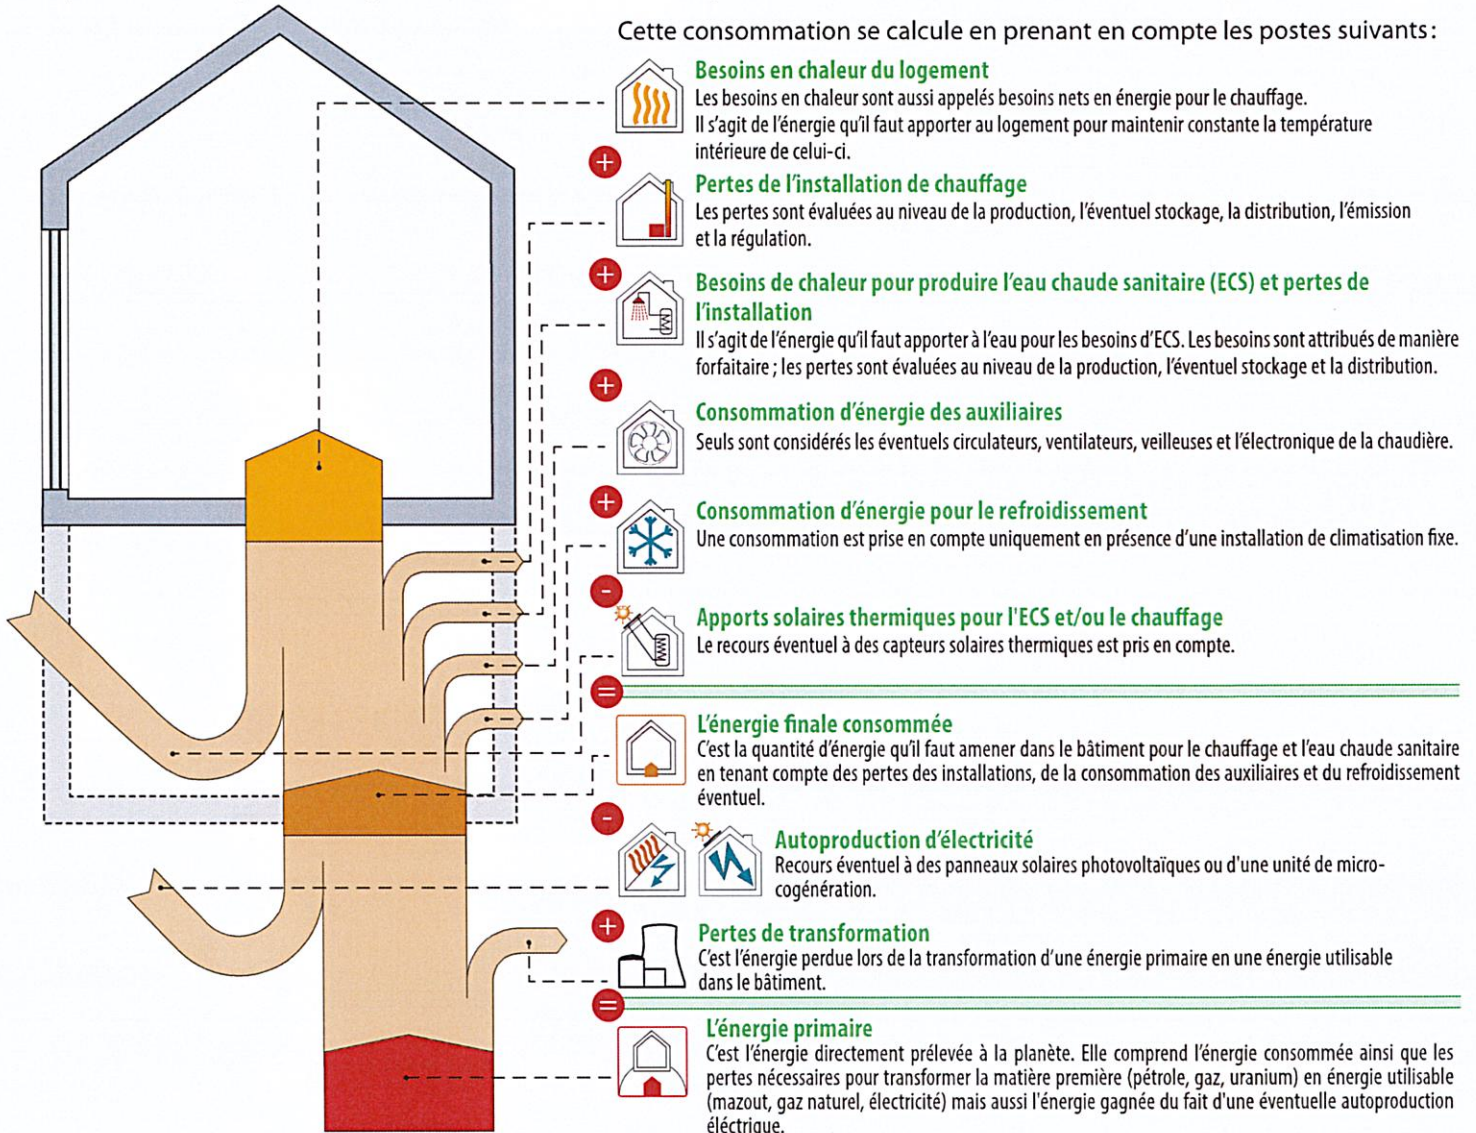 Cette consommation se calcule en prenant en compte les postes suivants :
Besoins en chaleur du logement
Les besoins en chaleur sont aussi appelés besoins nets en énergie pour le chauffage.
Il s'agit de l'énergie qu'il faut apporter au logement pour maintenir constante la température
intérieure de celui-ci.
+
Pertes de l'installation de chauffage
Les pertes sont évaluées au niveau de la production, l'éventuel stockage, la distribution, l'émission
et la régulation.
+
Besoins de chaleur pour produire l'eau chaude sanitaire (ECS) et pertes de
l'installation
Il s'agit de l'énergie qu'il faut apporter à l'eau pour les besoins d'ECS. Les besoins sont attribués de manière
forfaitaire ; les pertes sont évaluées au niveau de la production, l'éventuel stockage et la distribution.
+
Consommation d'énergie des auxiliaires
Seuls sont considérés les éventuels circulateurs, ventilateurs, veilleuses et l'électronique de la chaudière.
+
Consommation d'énergie pour le refroidissement
Une consommation est prise en compte uniquement en présence d'une installation de climatisation fixe.
-
Apports solaires thermiques pour l'ECS et/ou le chauffage
Le recours éventuel à des capteurs solaires thermiques est pris en compte.
=
L'énergie finale consommée
C'est la quantité d'énergie qu'il faut amener dans le bâtiment pour le chauffage et l'eau chaude sanitaire
en tenant compte des pertes des installations, de la consommation des auxiliaires et du refroidissement
éventuel.
-
Autoproduction d'électricité
Recours éventuel à des panneaux solaires photovoltaïques ou d'une unité de micro-
cogénération.
+
Pertes de transformation
C'est l'énergie perdue lors de la transformation d'une énergie primaire en une énergie utilisable
dans le bâtiment.
=
L'énergie primaire
C'est l'énergie directement prélevée à la planète. Elle comprend l'énergie consommée ainsi que les
pertes nécessaires pour transformer la matière première (pétrole, gaz, uranium) en énergie utilisable
(mazout, gaz naturel, électricité) mais aussi l'énergie gagnée du fait d'une éventuelle autoproduction
éléctrique.